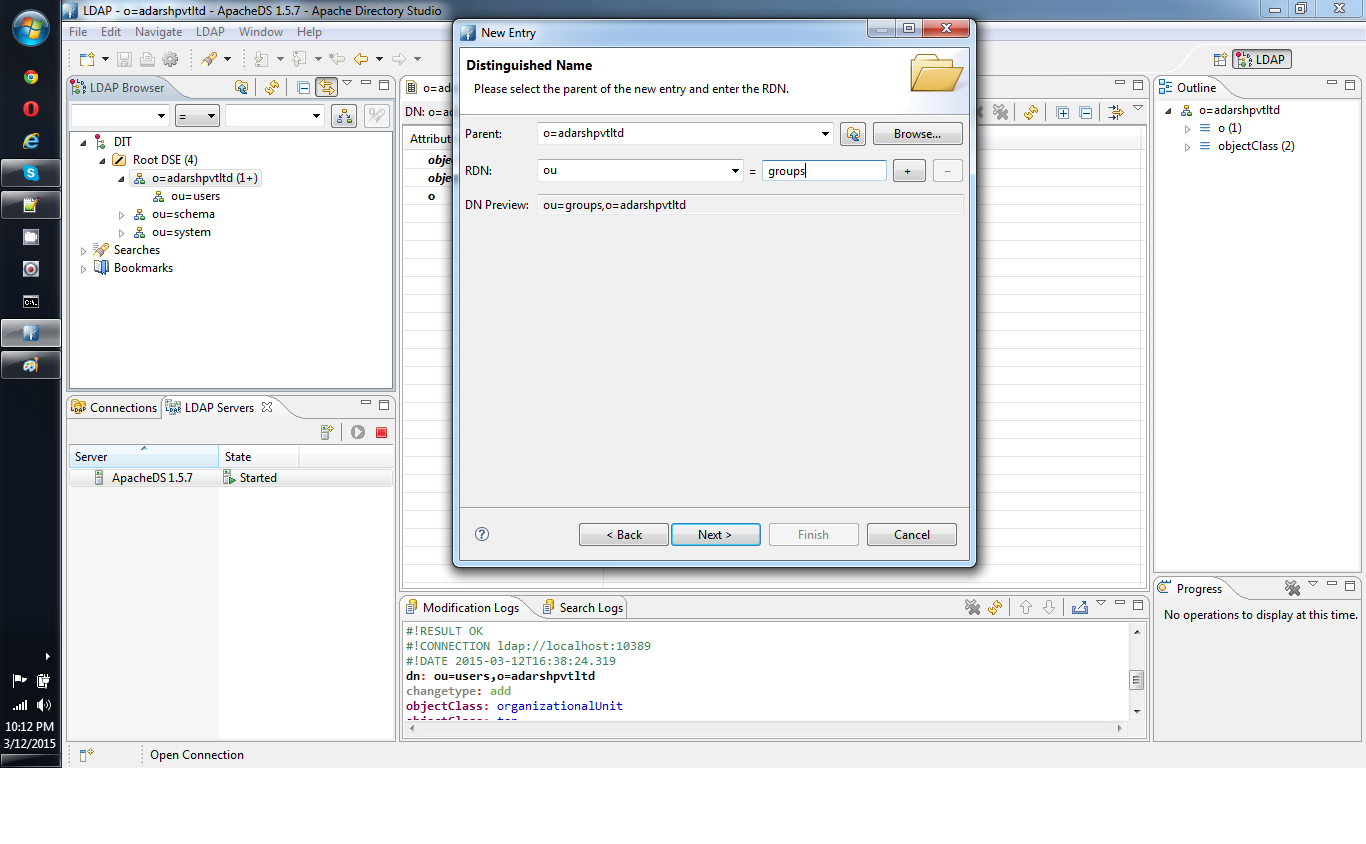 LDAP - o=adarshpvtltd - ApacheDS 1.5.7 - Apache Directory Studio
File Edit Navigate LDAP Window Help
LDAP
LDAP Browser
=
DIT
Root DSE (4)
o=adarshpvtltd (1+)
ou=users
ou=schema
ou=system
Searches
Bookmarks
Connections LDAP Servers
Server State
ApacheDS 1.5.7 Started
o=ad
DN: o=a
Attribut
obje
obje
o
New Entry
Distinguished Name
Please select the parent of the new entry and enter the RDN.
Parent: o=adarshpvtltd Browse...
RDN: ou = groups + -
DN Preview: ou=groups,o=adarshpvtltd
? < Back Next > Finish Cancel
Outline
o=adarshpvtltd
o (1)
objectClass (2)
Modification Logs Search Logs
#!RESULT OK
#!CONNECTION ldap://localhost:10389
#!DATE 2015-03-12T16:38:24.319
dn: ou=users,o=adarshpvtltd
changetype: add
objectClass: organizationalUnit
Progress
No operations to display at this time.
Open Connection
10:12 PM
3/12/2015